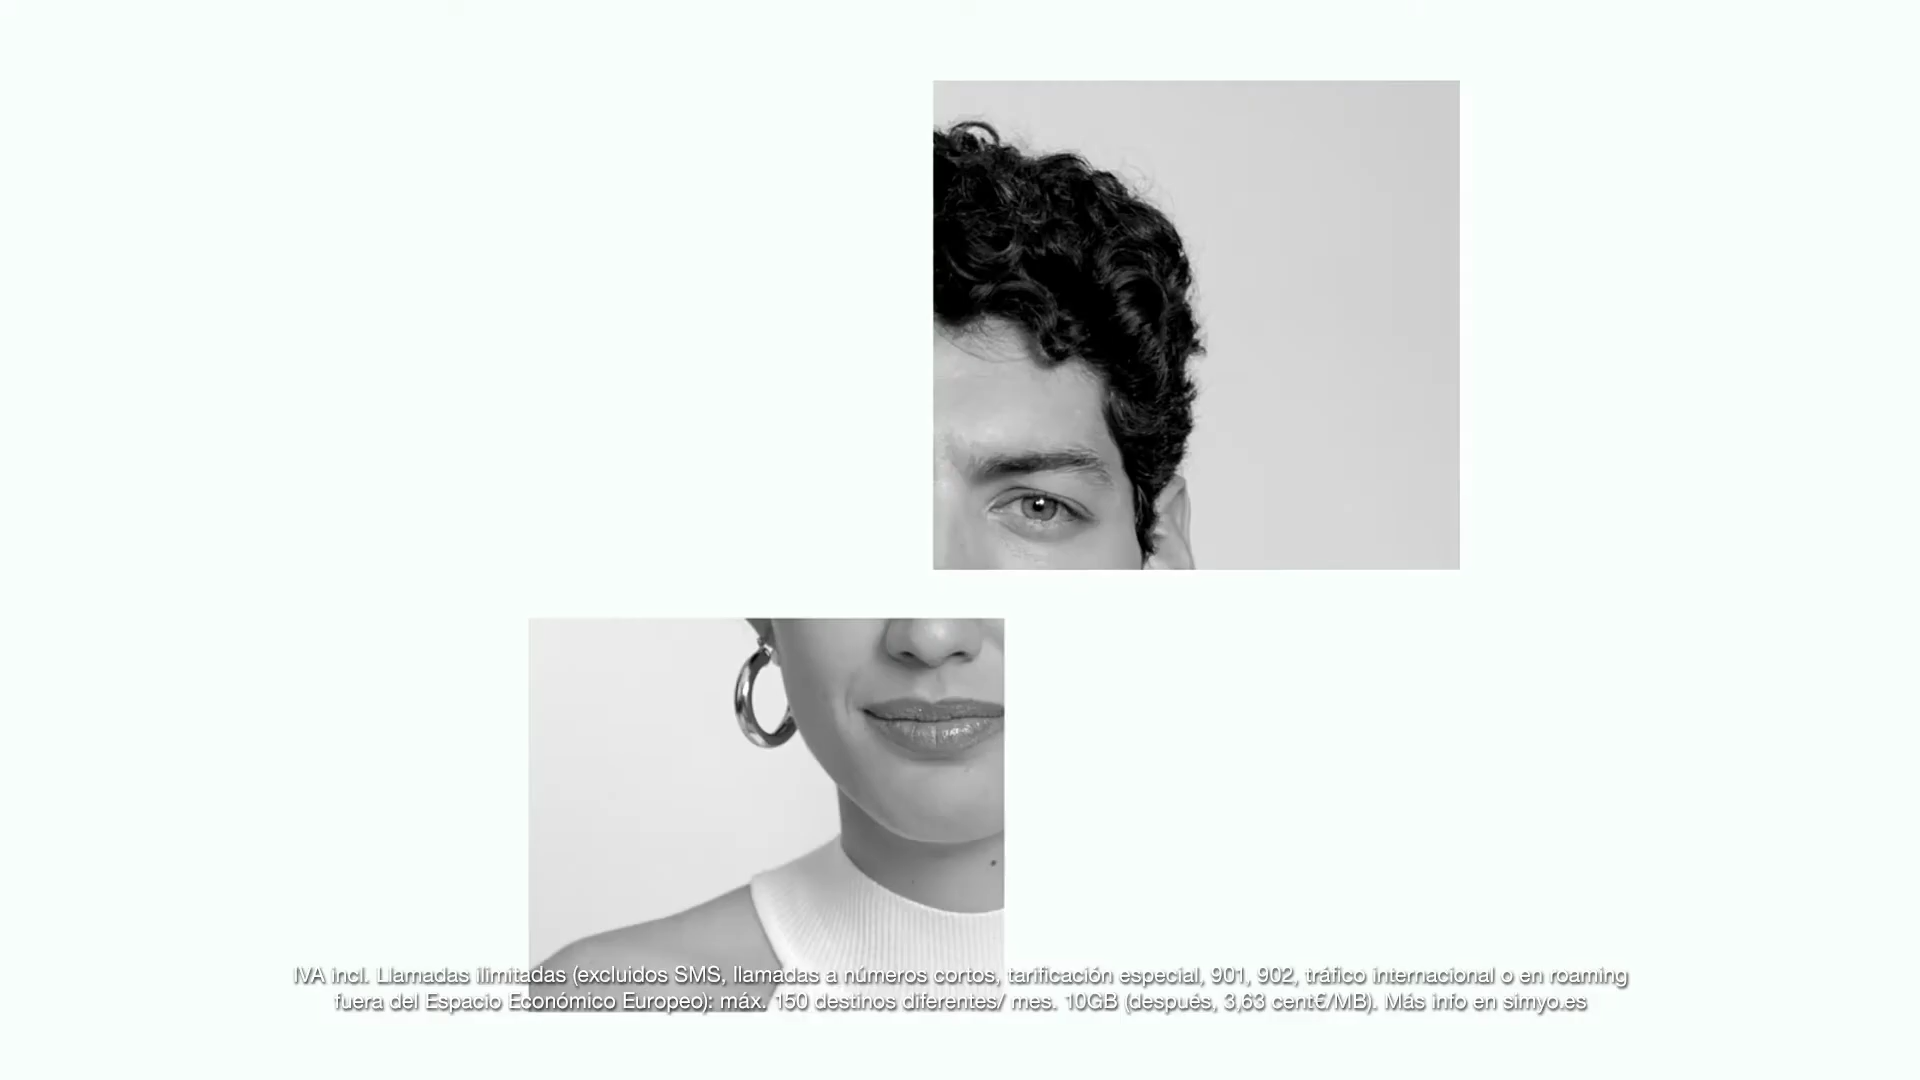 IVA incl. Llamadas ilimitadas (excluidos SMS, llamadas a números cortos, tarificación especial, 901, 902, tráfico internacional o en roaming
fuera del Espacio Económico Europeo): máx. 150 destinos diferentes/ mes. 10GB (después, 3,63 cent€/MB). Más info en simyo.es